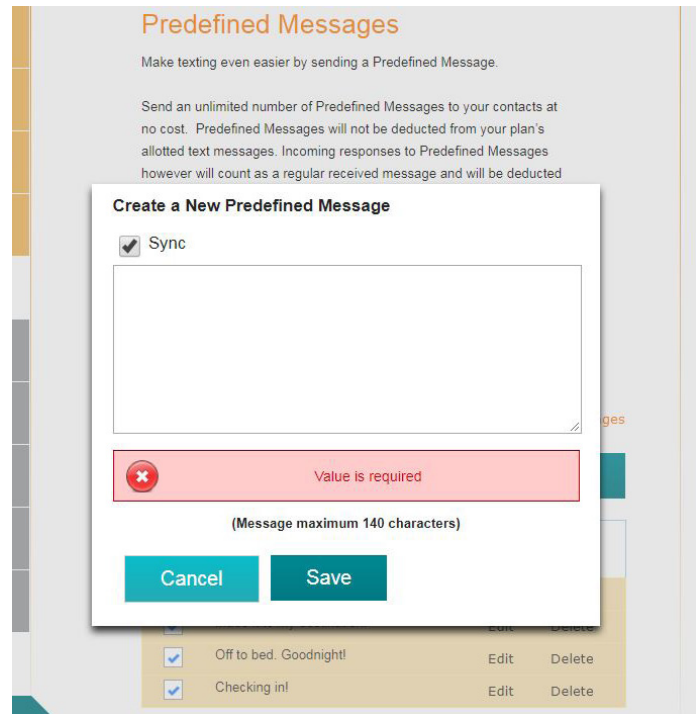 Predefined Messages
Make texting even easier by sending a Predefined Message.
Send an unlimited number of Predefined Messages to your contacts at
no cost. Predefined Messages will not be deducted from your plan's
allotted text messages. Incoming responses to Predefined Messages
however will count as a regular received message and will be deducted
Create a New Predefined Message
Sync
ges
Value is required
(Message maximum 140 characters)
Cancel
Save
Edit Delete
Off to bed. Goodnight! Edit Delete
Checking in! Edit Delete